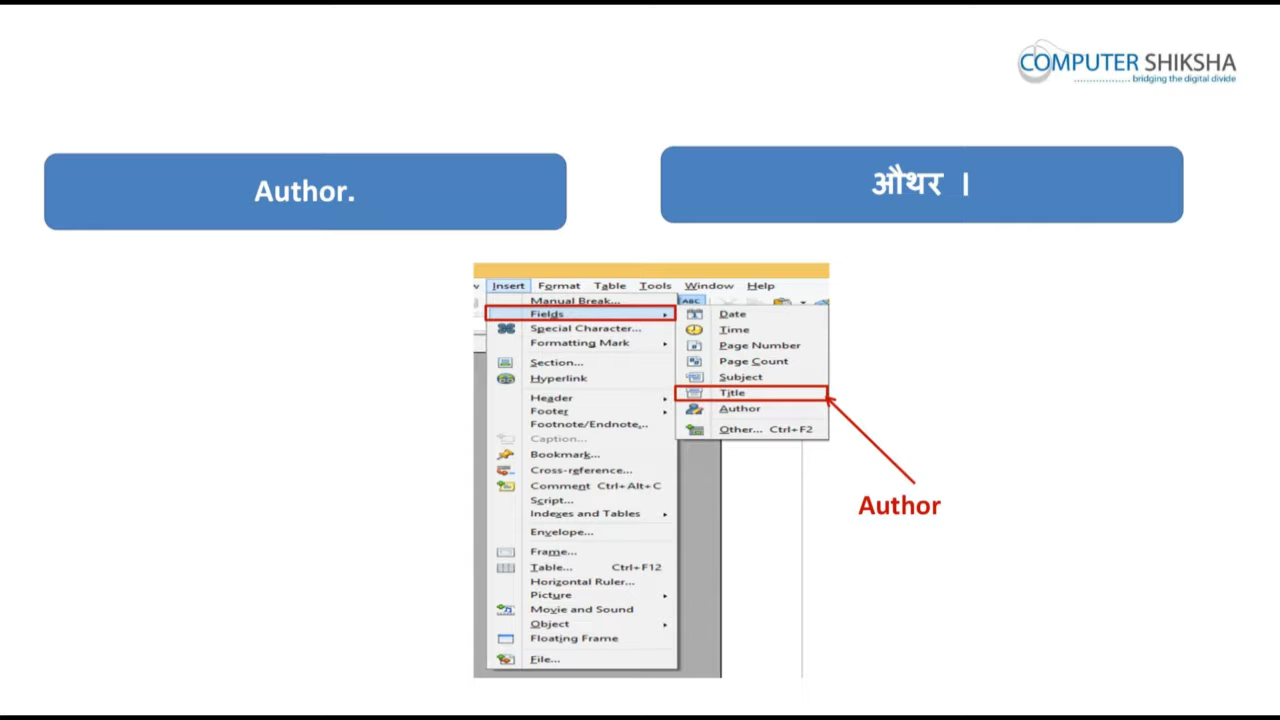 COMPUTER SHIKSHA
bridging the digital divide
Author.
औथर ।
Insert Format Table Tools Window Help
Manual Break...
ABC
Fields
Special Character...
Formatting Mark
Section...
Hyperlink
Header
Footer
Footnote/Endnote...
Caption...
Bookmark...
Cross-reference...
Comment Ctrl+Alt+C
Script...
Indexes and Tables
Envelope...
Frame...
Table... Ctrl+F12
Horizontal Ruler...
Picture
Movie and Sound
Object
Floating Frame
File...
Date
Time
Page Number
Page Count
Subject
Title
Author
Other... Ctrl+F2
Author